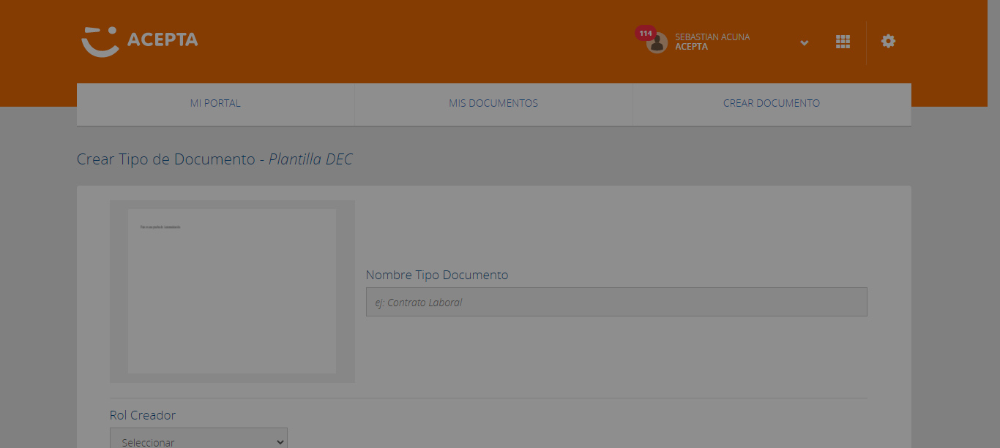 ACEPTA
114
SEBASTIAN ACUNA
ACEPTA
MI PORTAL
MIS DOCUMENTOS
CREAR DOCUMENTO
Crear Tipo de Documento - Plantilla DEC
Nombre Tipo Documento
ej: Contrato Laboral
Rol Creador
Seleccionar